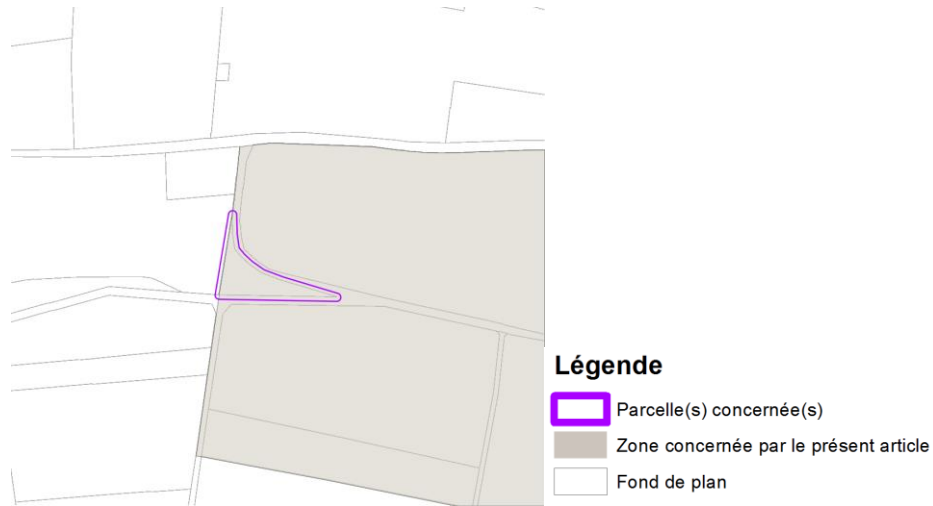 Légende
Parcelle(s) concernée(s)
Zone concernée par le présent article
Fond de plan